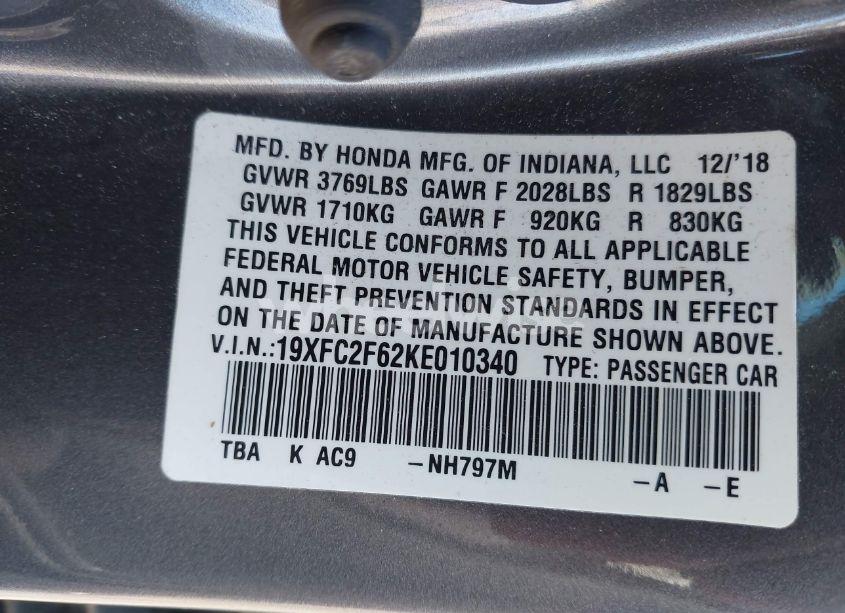 MFD. BY HONDA MFG. OF INDIANA, LLC 12/'18
GVWR 3769LBS GAWR F 2028LBS R 1829LBS
GVWR 1710KG GAWR F 920KG R 830KG
THIS VEHICLE CONFORMS TO ALL APPLICABLE
FEDERAL MOTOR VEHICLE SAFETY, BUMPER,
AND THEFT PREVENTION STANDARDS IN EFFECT
ON THE DATE OF MANUFACTURE SHOWN ABOVE.
V.I.N.:19XFC2F62KE010340 TYPE: PASSENGER CAR
TBA K AC9 -NH797M -A -E